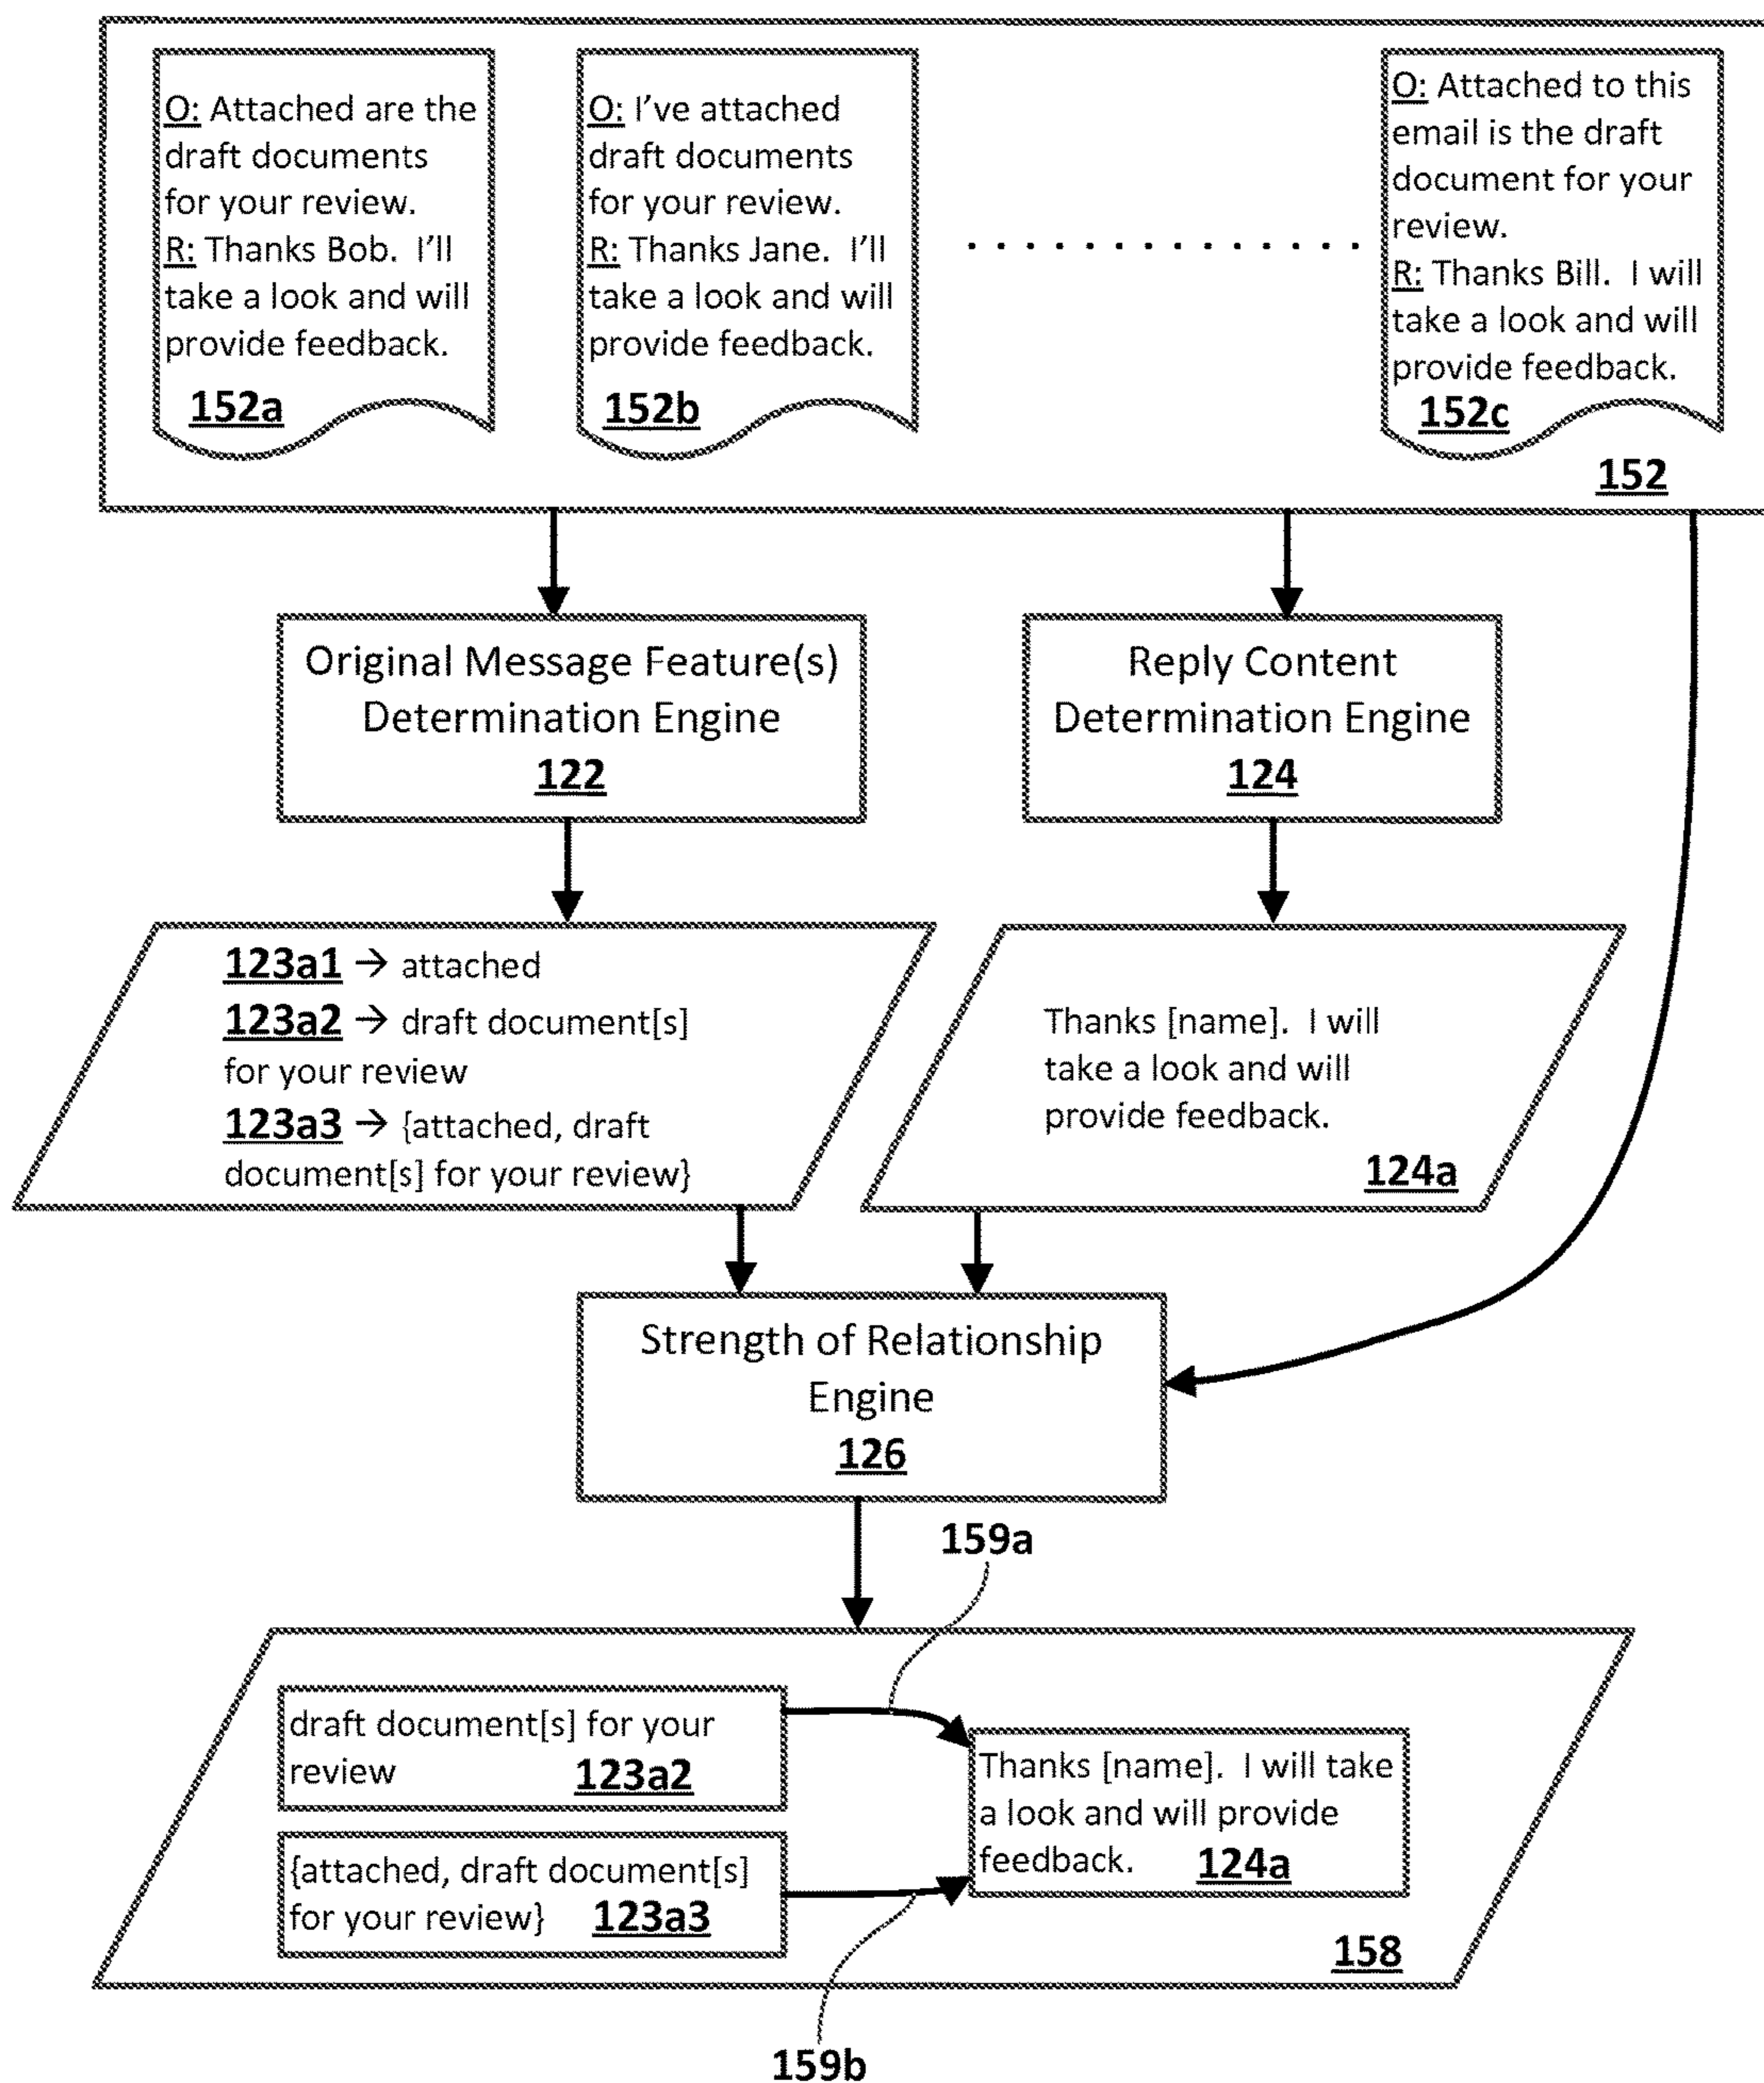 O: Attached are the
draft documents
for your review.
R: Thanks Bob. I'll
take a look and will
provide feedback.
152a
O: I've attached
draft documents
for your review.
R: Thanks Jane. I'll
take a look and will
provide feedback.
152b
O: Attached to this
email is the draft
document for your
review.
R: Thanks Bill. I will
take a look and will
provide feedback.
152c
152
Original Message Feature(s)
Determination Engine
122
Reply Content
Determination Engine
124
123a1 → attached
123a2 → draft document[s]
for your review
123a3 → {attached, draft
document[s] for your review}
Thanks [name]. I will
take a look and will
provide feedback.
124a
Strength of Relationship
Engine
126
159a
draft document[s] for your
review 123a2
{attached, draft document[s]
for your review} 123a3
Thanks [name]. I will take
a look and will provide
feedback. 124a
158
159b